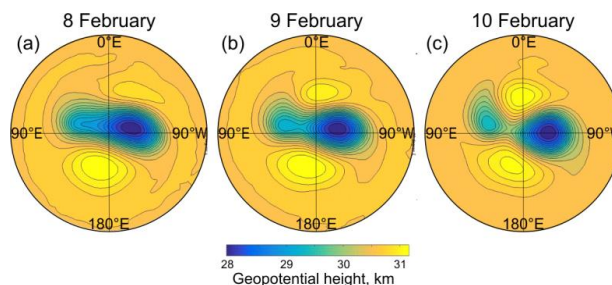 8 February 9 February 10 February
(a) 0°E (b) 0°E (c) 0°E
90°E 90°W 90°E 90°W 90°E 90°W
180°E 180°E 180°E
28 29 30 31
Geopotential height, km